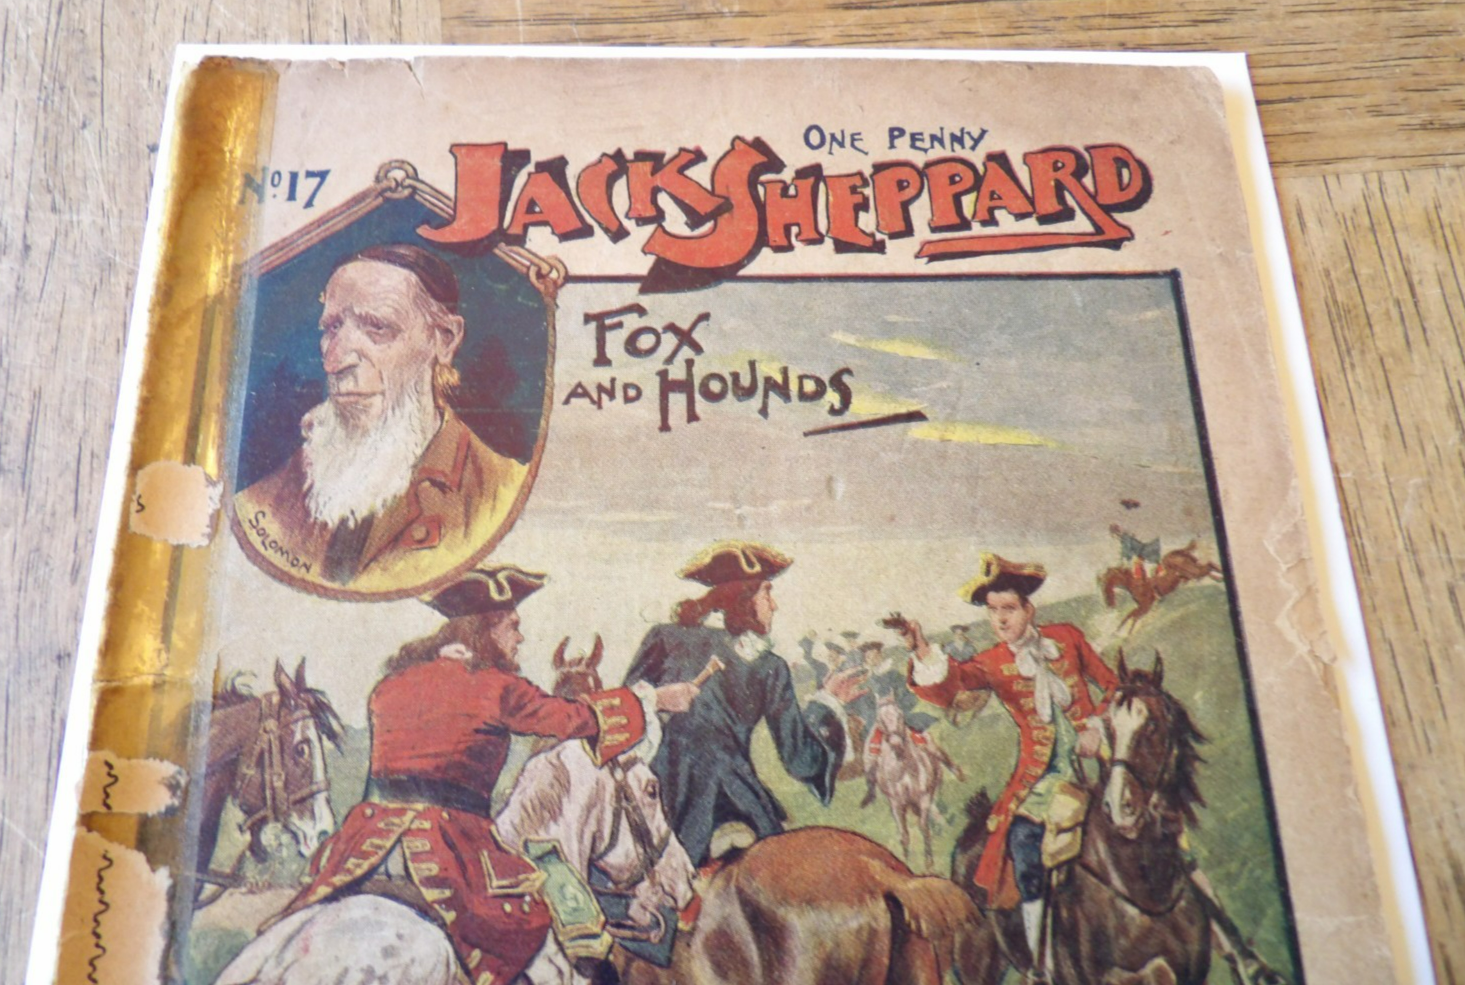 ONE PENNY
No. 17
JACK SHEPPARD
FOX
AND HOUNDS
SOLOMON
S